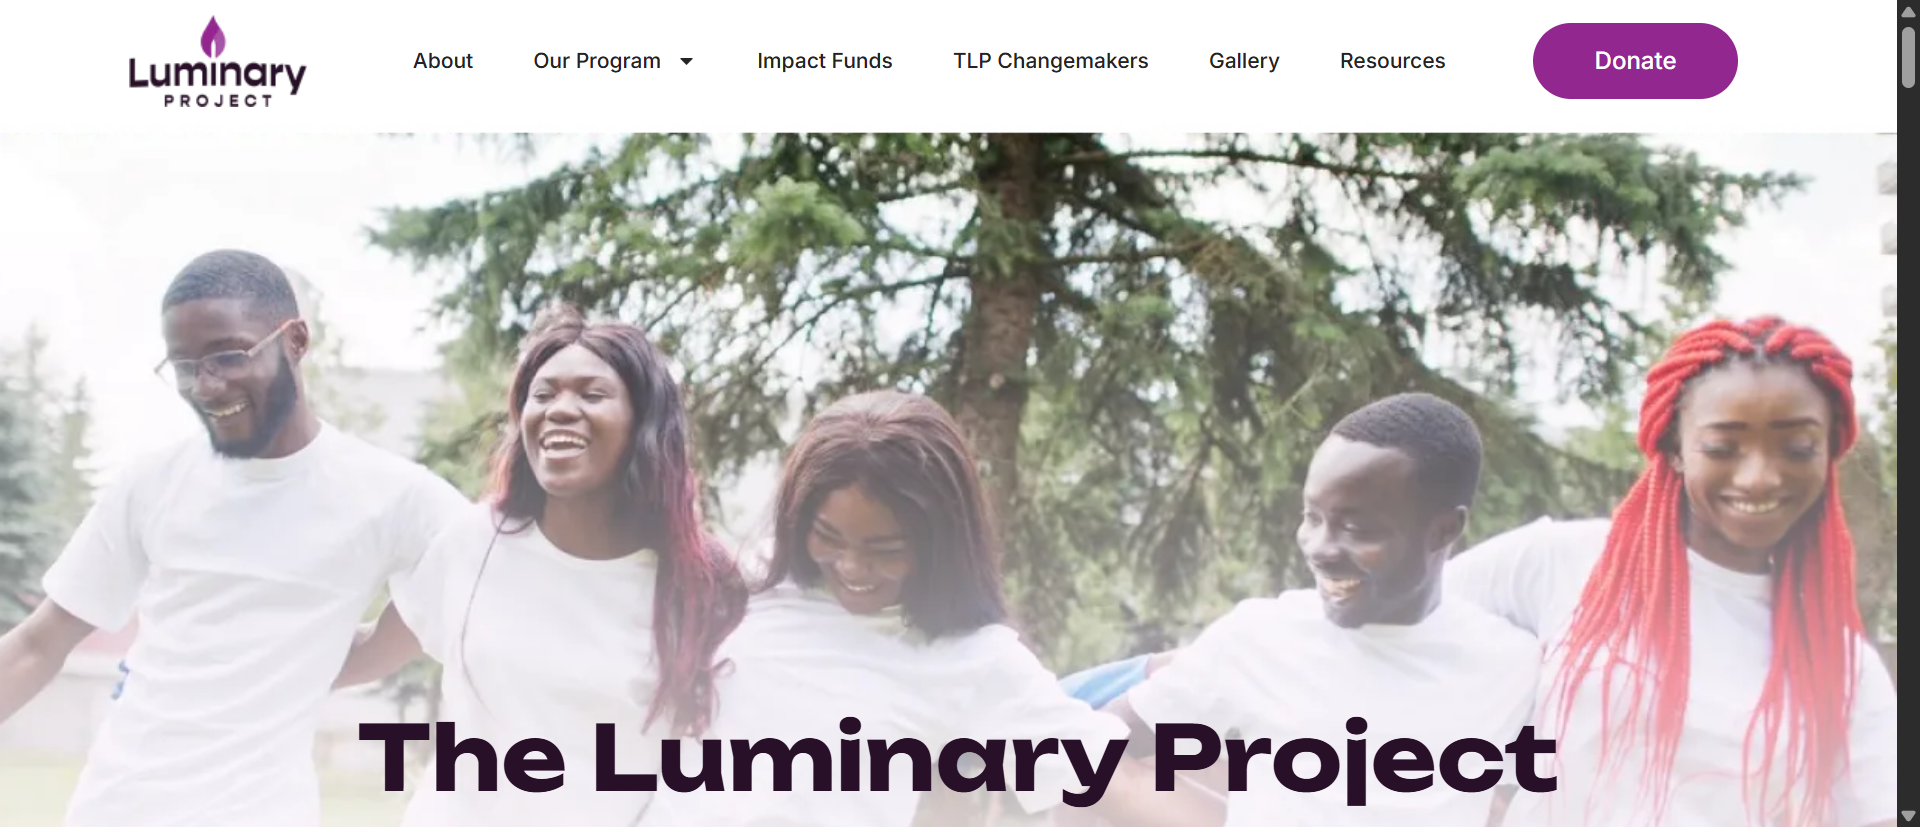 Luminary
PROJECT
About
Our Program
Impact Funds
TLP Changemakers
Gallery
Resources
Donate
The Luminary Project